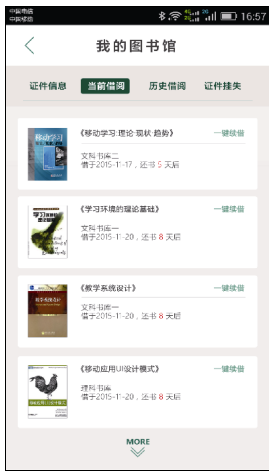 中国电信
中国移动
4G 2G 2G 16:57
我的图书馆
证件信息 当前借阅 历史借阅 证件挂失
《移动学习:理论·现状·趋势》 一键续借
文科书库二
借于2015-11-17，还书 5 天后
《学习环境的理论基础》 一键续借
文科书库一
借于2015-11-20，还书 8 天后
《教学系统设计》 一键续借
文科书库一
借于2015-11-20，还书 8 天后
《移动应用UI设计模式》 一键续借
理科书库
借于2015-11-20，还书 8 天后
MORE